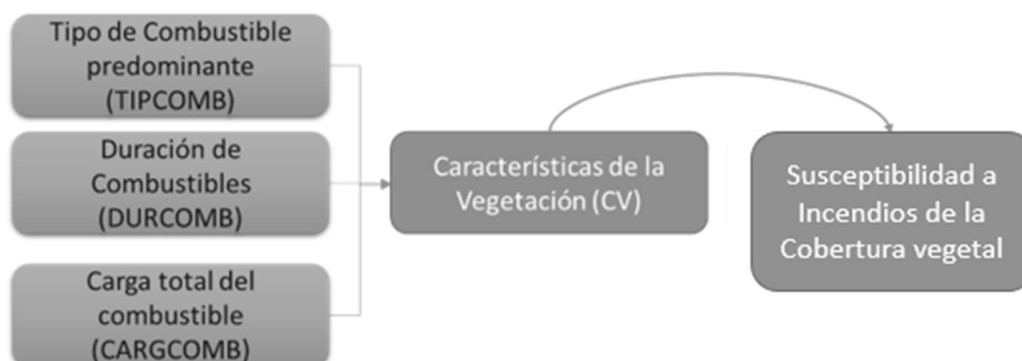 Tipo de Combustible
predominante
(TIPCOMB)
Duración de
Combustibles
(DURCOMB)
Carga total del
combustible
(CARGCOMB)
Características de la
Vegetación (CV)
Susceptibilidad a
Incendios de la
Cobertura vegetal